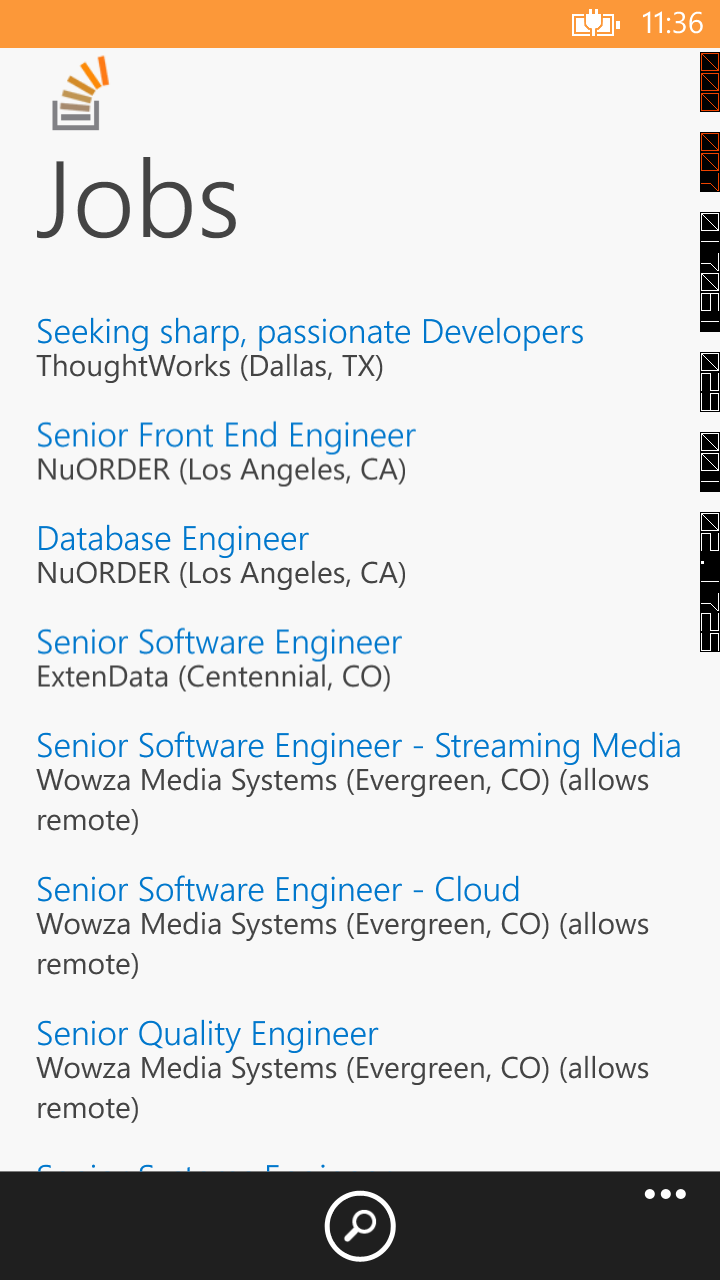 11:36
Jobs
Seeking sharp, passionate Developers
ThoughtWorks (Dallas, TX)
Senior Front End Engineer
NuORDER (Los Angeles, CA)
Database Engineer
NuORDER (Los Angeles, CA)
Senior Software Engineer
ExtenData (Centennial, CO)
Senior Software Engineer - Streaming Media
Wowza Media Systems (Evergreen, CO) (allows
remote)
Senior Software Engineer - Cloud
Wowza Media Systems (Evergreen, CO) (allows
remote)
Senior Quality Engineer
Wowza Media Systems (Evergreen, CO) (allows
remote)